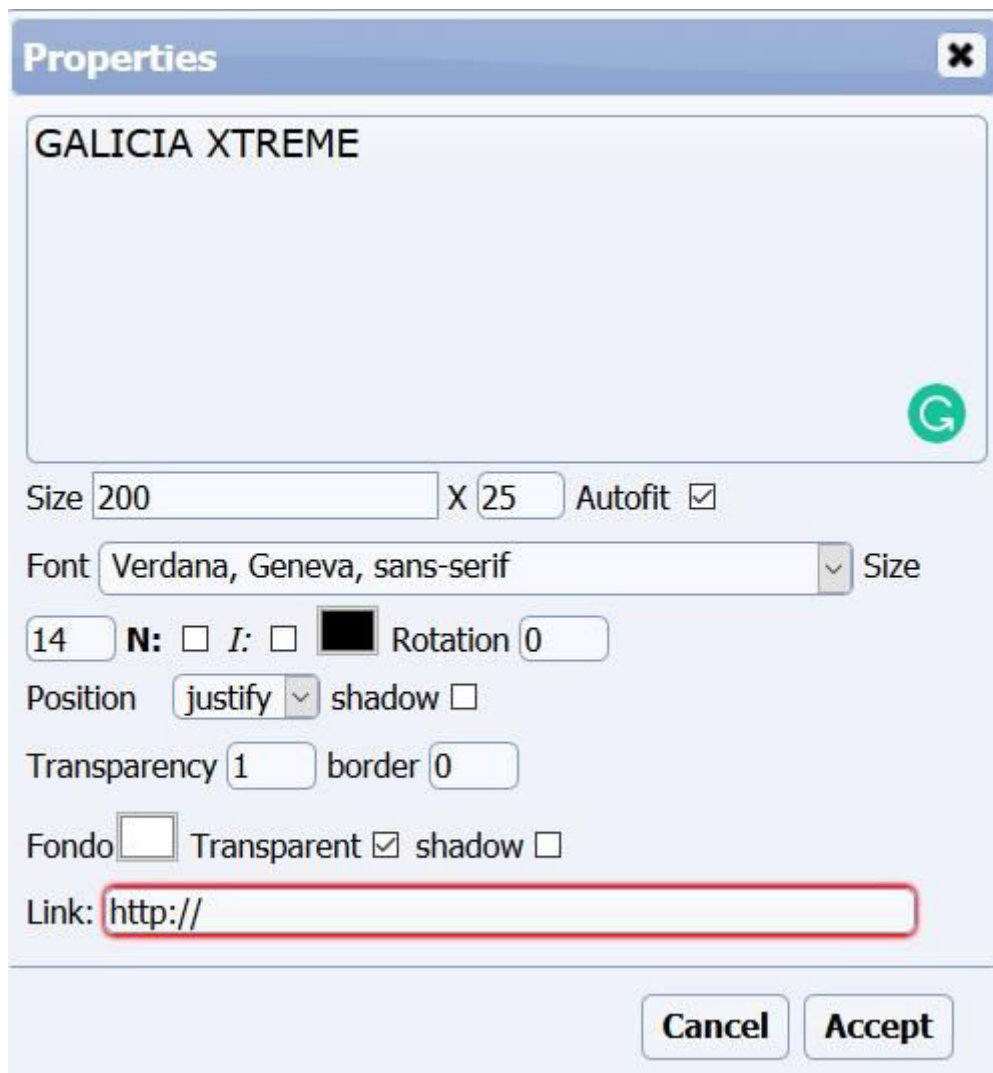 Properties
GALICIA XTREME
Size 200 X 25 Autofit
Font Verdana, Geneva, sans-serif Size
14 N: I: Rotation 0
Position justify shadow
Transparency 1 border 0
Fondo Transparent shadow
Link: http://
Cancel Accept